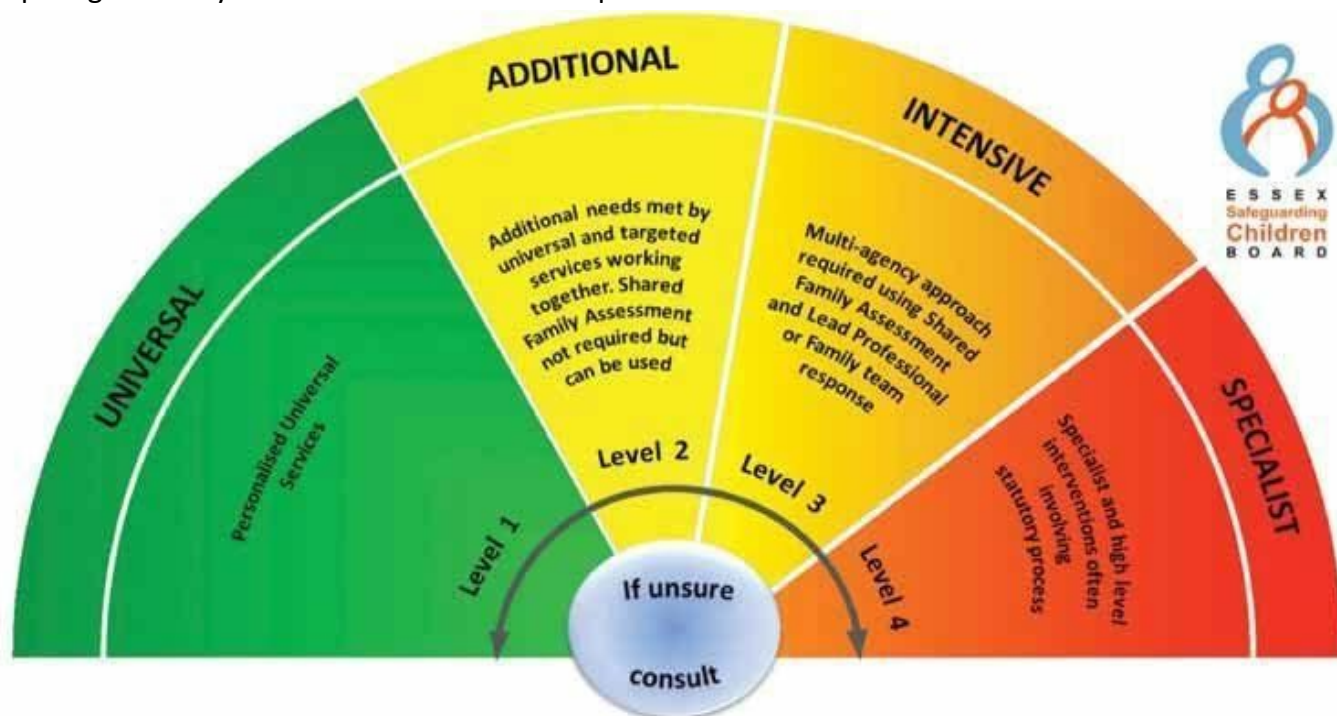 UNIVERSAL
Personalised Universal
Services
Level 1
ADDITIONAL
Additional needs met by
universal and targeted
services working
together. Shared
Family Assessment
not required but
can be used
Level 2
INTENSIVE
Multi-agency approach
required using Shared
Family Assessment
and Lead Professional
or Family team
response
Level 3
SPECIALIST
Specialist and high level
interventions often
involving
statutory process
Level 4
If unsure
consult
ESSEX
Safeguarding
Children
BOARD